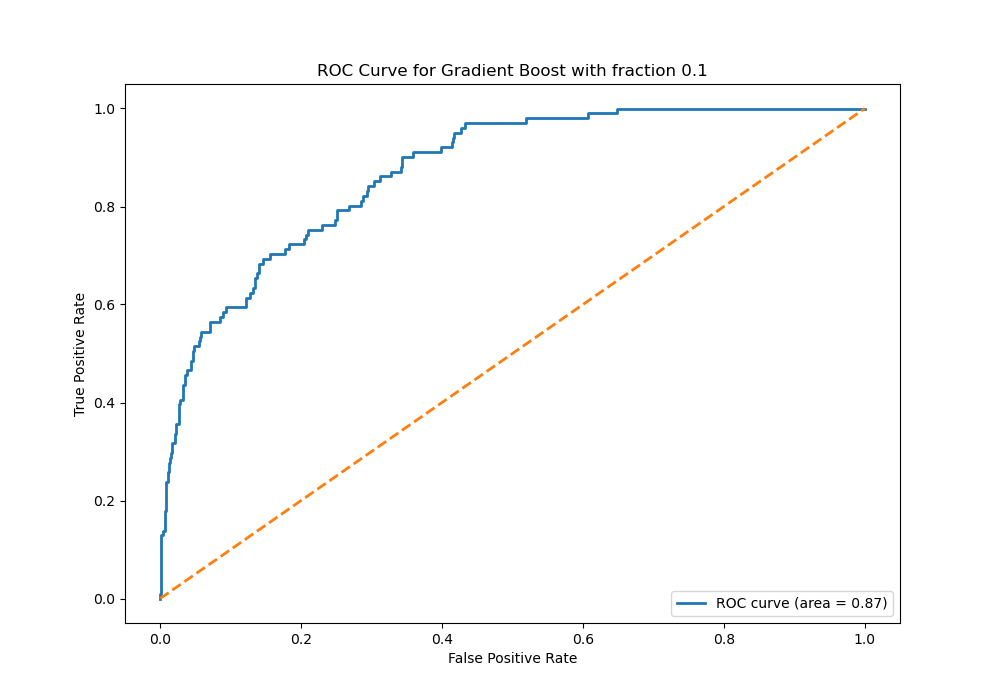 ROC Curve for Gradient Boost with fraction 0.1
True Positive Rate
1.0
0.8
0.6
0.4
0.2
0.0
ROC curve (area = 0.87)
0.0 0.2 0.4 0.6 0.8 1.0
False Positive Rate